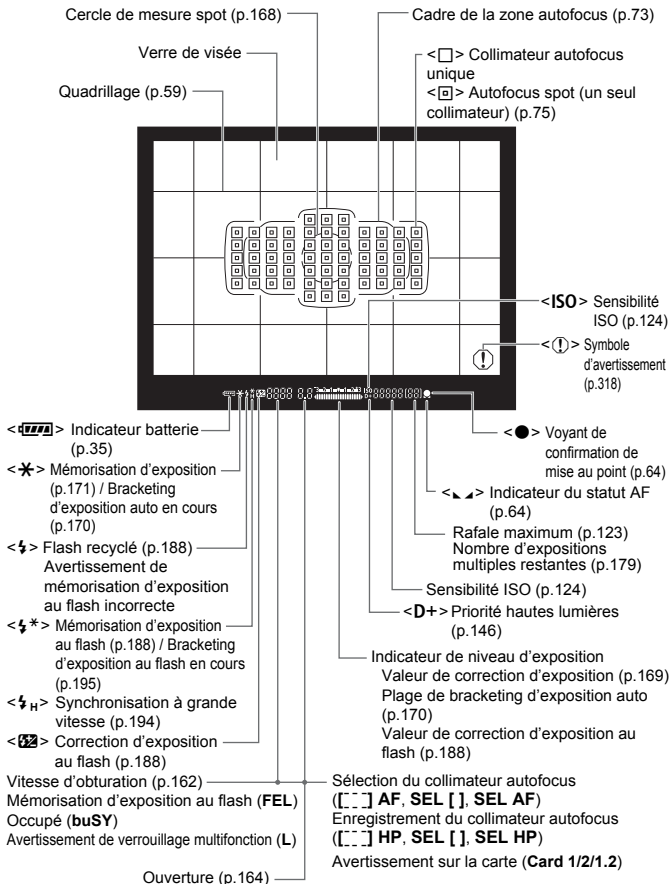 Cercle de mesure spot (p.168)
Cadre de la zone autofocus (p.73)
Verre de visée
Quadrillage (p.59)
<□> Collimateur autofocus
unique
<⊡> Autofocus spot (un seul
collimateur) (p.75)
<ISO> Sensibilité
ISO (p.124)
<!> Symbole
d'avertissement
(p.318)
<●> Voyant de
confirmation de
mise au point (p.64)
<◣ ◢> Indicateur du statut AF
(p.64)
Rafale maximum (p.123)
Nombre d'expositions
multiples restantes (p.179)
Sensibilité ISO (p.124)
<D+> Priorité hautes lumières
(p.146)
Indicateur de niveau d'exposition
Valeur de correction d'exposition (p.169)
Plage de bracketing d'exposition auto
(p.170)
Valeur de correction d'exposition au
flash (p.188)
< > Indicateur batterie
(p.35)
<✱> Mémorisation d'exposition
(p.171) / Bracketing
d'exposition auto en cours
(p.170)
<⚡> Flash recyclé (p.188)
Avertissement de
mémorisation d'exposition
au flash incorrecte
<⚡*> Mémorisation d'exposition
au flash (p.188) / Bracketing
d'exposition au flash en cours
(p.195)
<⚡H> Synchronisation à grande
vitesse (p.194)
< > Correction d'exposition
au flash (p.188)
Vitesse d'obturation (p.162)
Mémorisation d'exposition au flash (FEL)
Occupé (buSY)
Avertissement de verrouillage multifonction (L)
Ouverture (p.164)
Sélection du collimateur autofocus
([ ] AF, SEL [ ], SEL AF)
Enregistrement du collimateur autofocus
([ ] HP, SEL [ ], SEL HP)
Avertissement sur la carte (Card 1/2/1.2)